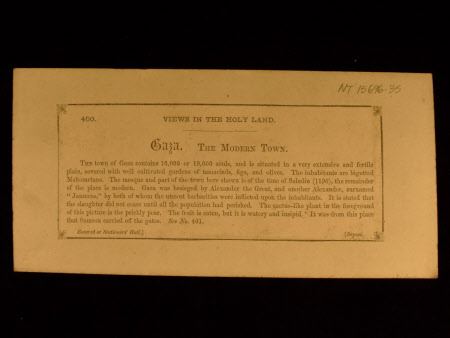 NT 15696-35
400.
VIEWS IN THE HOLY LAND.
Gaza. THE MODERN TOWN.
THE town of Gaza contains 16,000 or 18,000 souls, and is situated in a very extensive and fertile
plain, covered with well cultivated gardens of tamarinds, figs, and olives. The inhabitants are bigoted
Mahometans. The mosque and part of the town here shown is of the time of Saladin the remainder
of the place is modern. Gaza was besieged by Alexander the Great, and another Alexander, surnamed
"Janneus," by both of whom the utmost barbarities were inflicted upon the inhabitants. It is stated that
the slaughter did not cease until all the population had perished. The cactus-like plant in the foreground
of this picture is the prickly pear. The fruit is eaten, but it is watery and insipid. It was from this place
that Samson carried off the gates. See No. 401.
Entered at Stationers' Hall.]